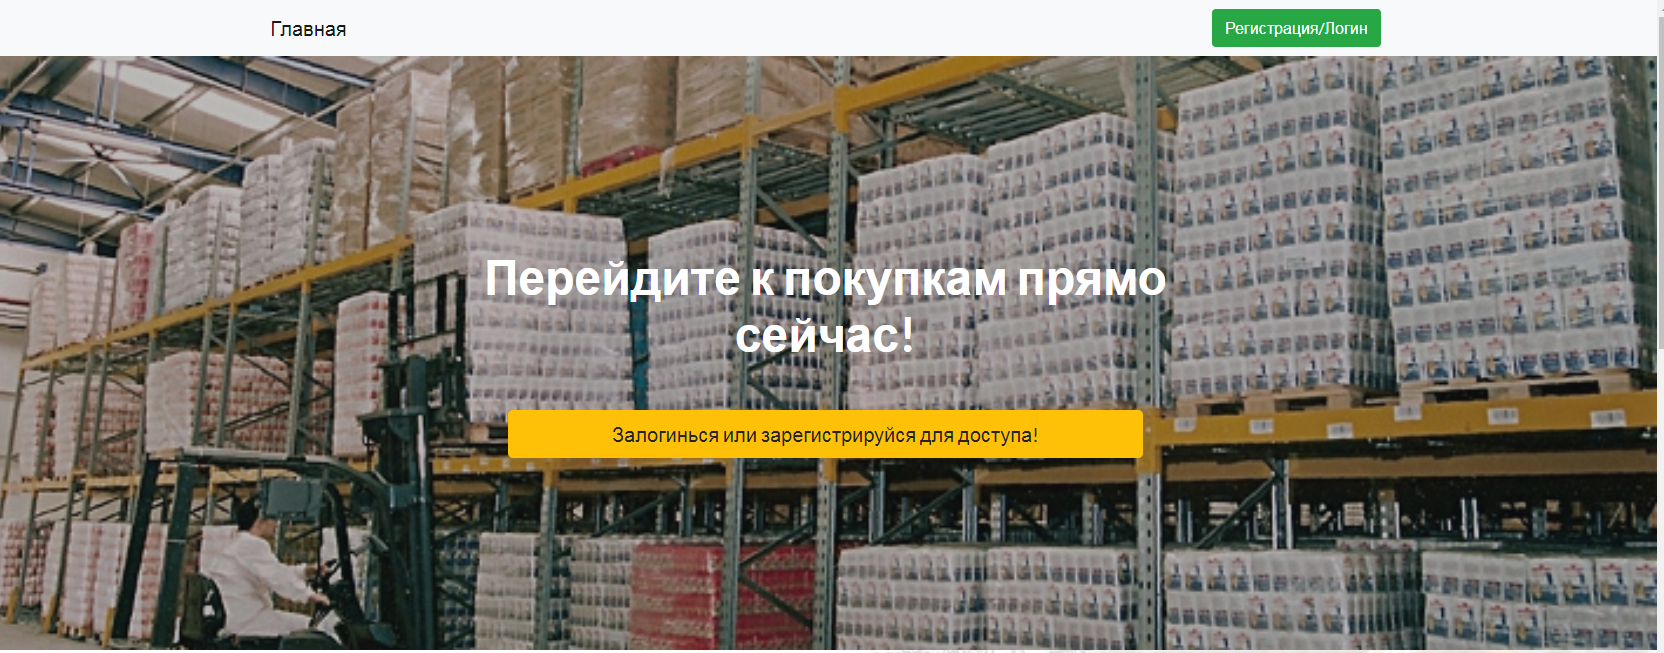 Главная
Регистрация/Логин
Перейдите к покупкам прямо
сейчас!
Залогинься или зарегистрируйся для доступа!